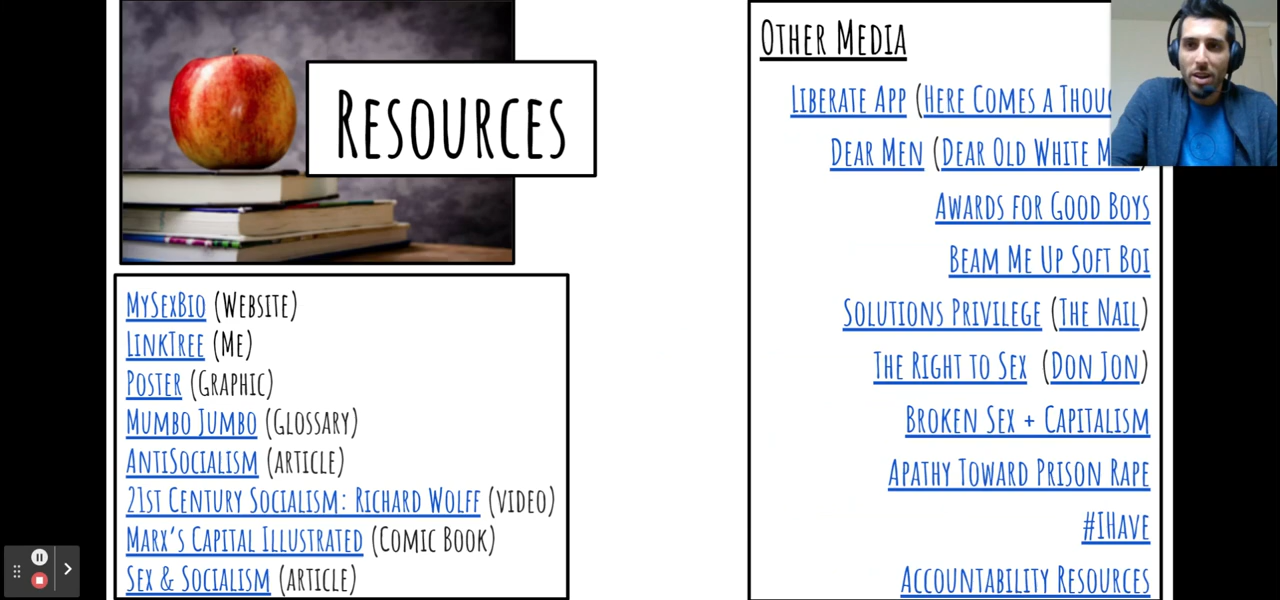 Resources
MySexBio (Website)
LinkTree (Me)
Poster (Graphic)
Mumbo Jumbo (Glossary)
AntiSocialism (article)
21st Century Socialism: Richard Wolff (video)
Marx's Capital Illustrated (Comic Book)
Sex & Socialism (article)
Other Media
Liberate App (Here Comes a
Dear Men (Dear Old White
Awards for Good Boys
Beam Me Up Soft Boi
Solutions Privilege (The Nail)
The Right to Sex (Don Jon)
Broken Sex + Capitalism
Apathy Toward Prison Rape
#IHave
Accountability Resources